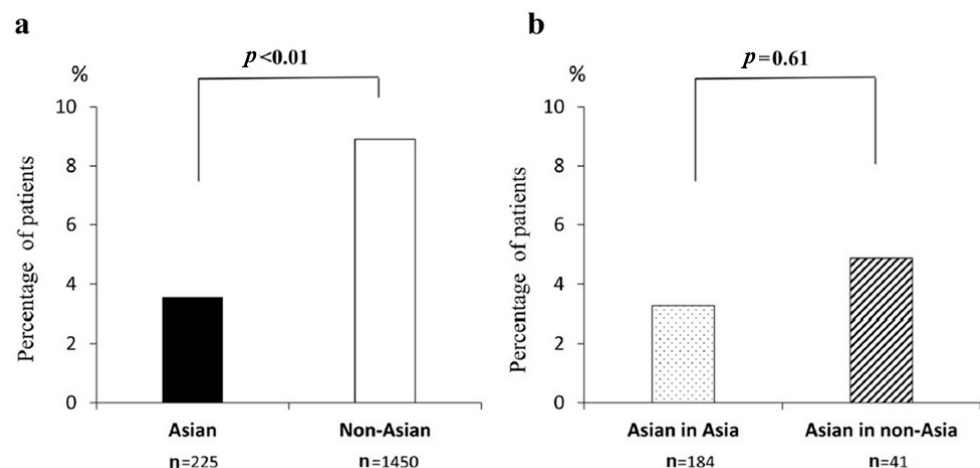 a
p<0.01
%
10
8
6
4
2
0
Percentage of patients
Asian
Non-Asian
n=225
n=1450
b
p=0.61
%
10
8
6
4
2
0
Percentage of patients
Asian in Asia
Asian in non-Asia
n=184
n=41